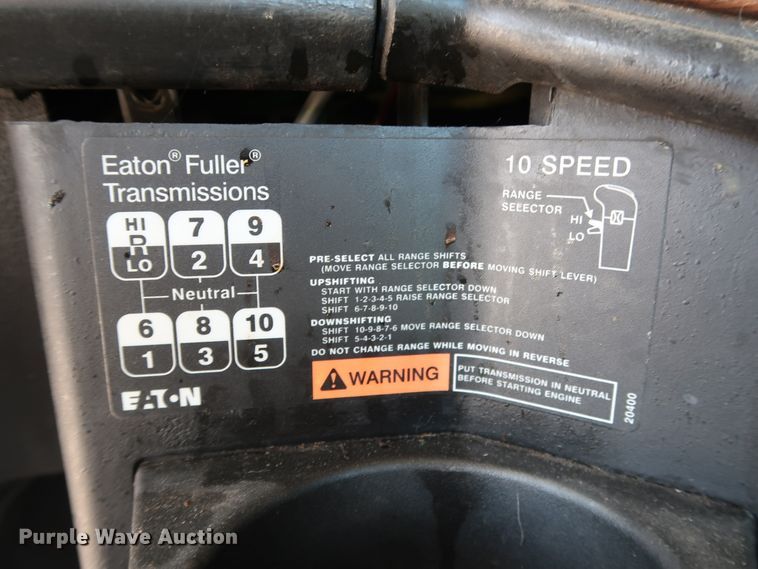 Eaton® Fuller®
Transmissions
HI
R
LO
7
2
9
4
Neutral
6
1
8
3
10
5
EATON
10 SPEED
RANGE
SELECTOR
HI
LO
PRE-SELECT ALL RANGE SHIFTS
(MOVE RANGE SELECTOR BEFORE MOVING SHIFT LEVER)
UPSHIFTING
START WITH RANGE SELECTOR DOWN
SHIFT 1-2-3-4-5 RAISE RANGE SELECTOR
SHIFT 6-7-8-9-10
DOWNSHIFTING
SHIFT 10-9-8-7-6 MOVE RANGE SELECTOR DOWN
SHIFT 5-4-3-2-1
DO NOT CHANGE RANGE WHILE MOVING IN REVERSE
WARNING
PUT TRANSMISSION IN NEUTRAL
BEFORE STARTING ENGINE
20400
Purple Wave Auction